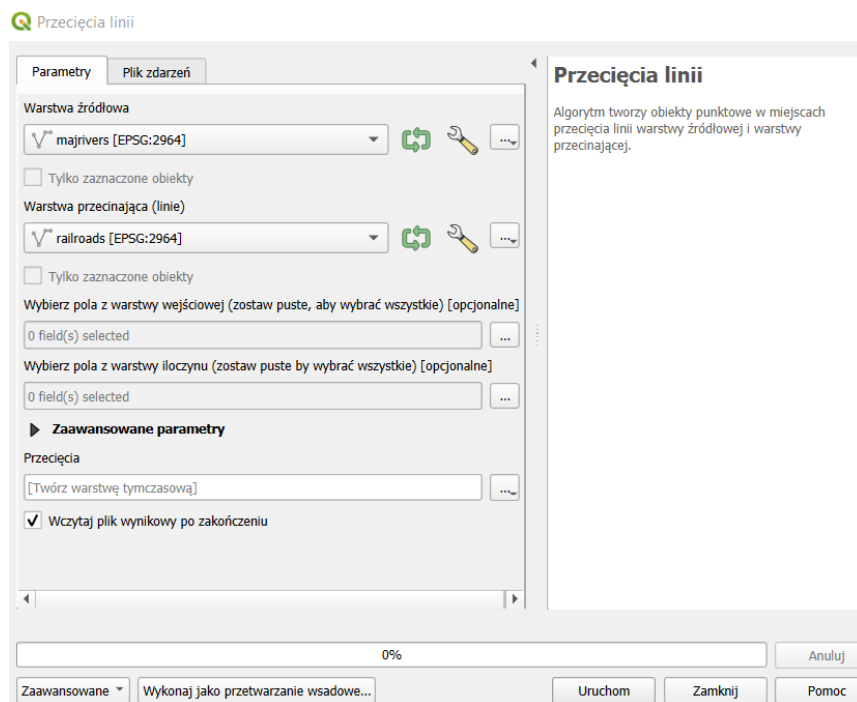 Przecięcia linii
Parametry
Plik zdarzeń
Warstwa źródłowa
majrivers [EPSG:2964]
...
Tylko zaznaczone obiekty
Warstwa przecinająca (linie)
railroads [EPSG:2964]
...
Tylko zaznaczone obiekty
Wybierz pola z warstwy wejściowej (zostaw puste, aby wybrać wszystkie) [opcjonalne]
0 field(s) selected
...
Wybierz pola z warstwy iloczynu (zostaw puste by wybrać wszystkie) [opcjonalne]
0 field(s) selected
...
Zaawansowane parametry
Przecięcia
[Twórz warstwę tymczasową]
...
Wczytaj plik wynikowy po zakończeniu
Przecięcia linii
Algorytm tworzy obiekty punktowe w miejscach
przecięcia linii warstwy źródłowej i warstwy
przecinającej.
0%
Anuluj
Zaawansowane
Wykonaj jako przetwarzanie wsadowe...
Uruchom
Zamknij
Pomoc